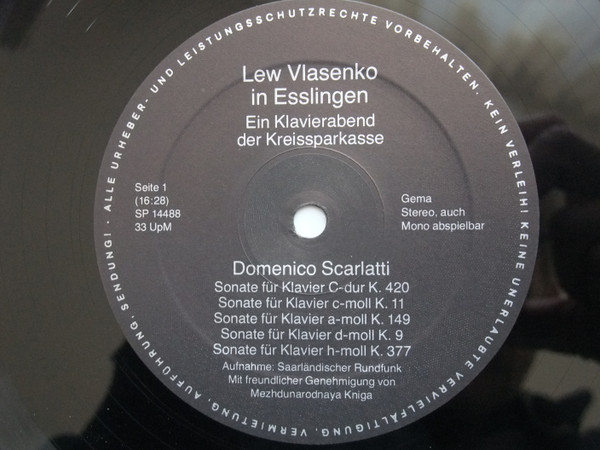 ALLE URHEBER- UND LEISTUNGSSCHUTZRECHTE VORBEHALTEN. KEIN VERLEIH! KEINE UNERLAUBTE VERVIELFÄLTIGUNG, VERMIETUNG, AUFFÜHRUNG, SENDUNG! ·
Lew Vlasenko
in Esslingen
Ein Klavierabend
der Kreissparkasse
Seite 1
(16:28)
SP 14488
33 UpM
Gema
Stereo, auch
Mono abspielbar
Domenico Scarlatti
Sonate für Klavier C-dur K. 420
Sonate für Klavier c-moll K. 11
Sonate für Klavier a-moll K. 149
Sonate für Klavier d-moll K. 9
Sonate für Klavier h-moll K. 377
Aufnahme: Saarländischer Rundfunk
Mit freundlicher Genehmigung von
Mezhdunarodnaya Kniga